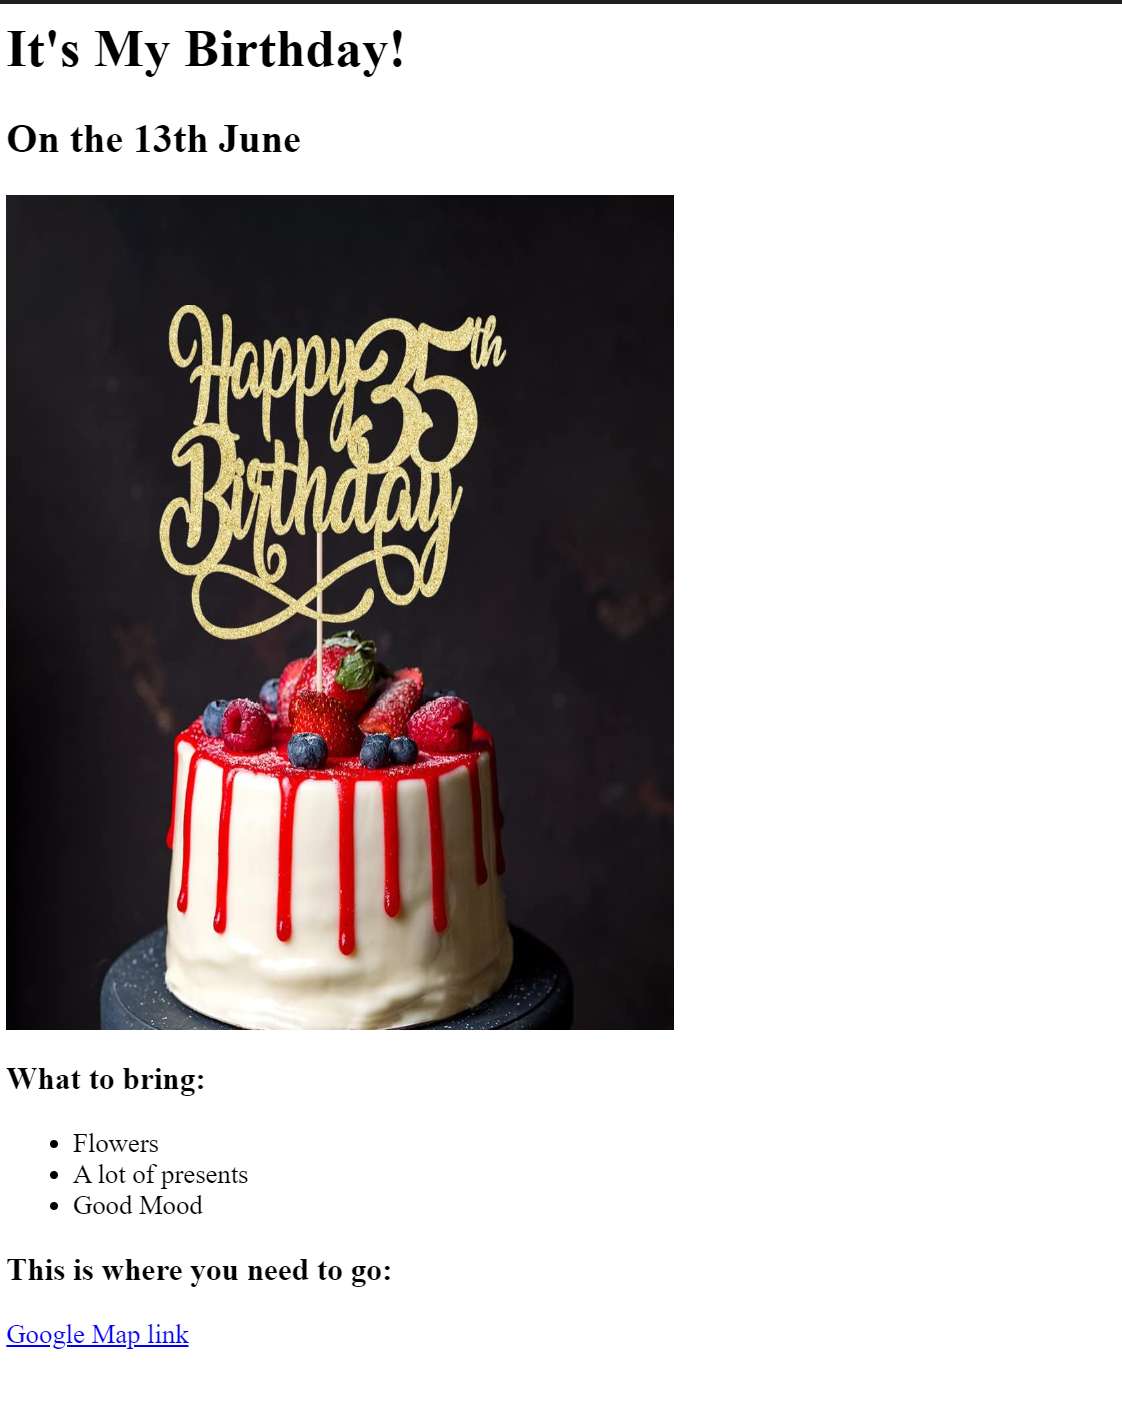 It's My Birthday!
On the 13th June
Happy 35th
Birthday
What to bring:
Flowers
A lot of presents
Good Mood
This is where you need to go:
Google Map link